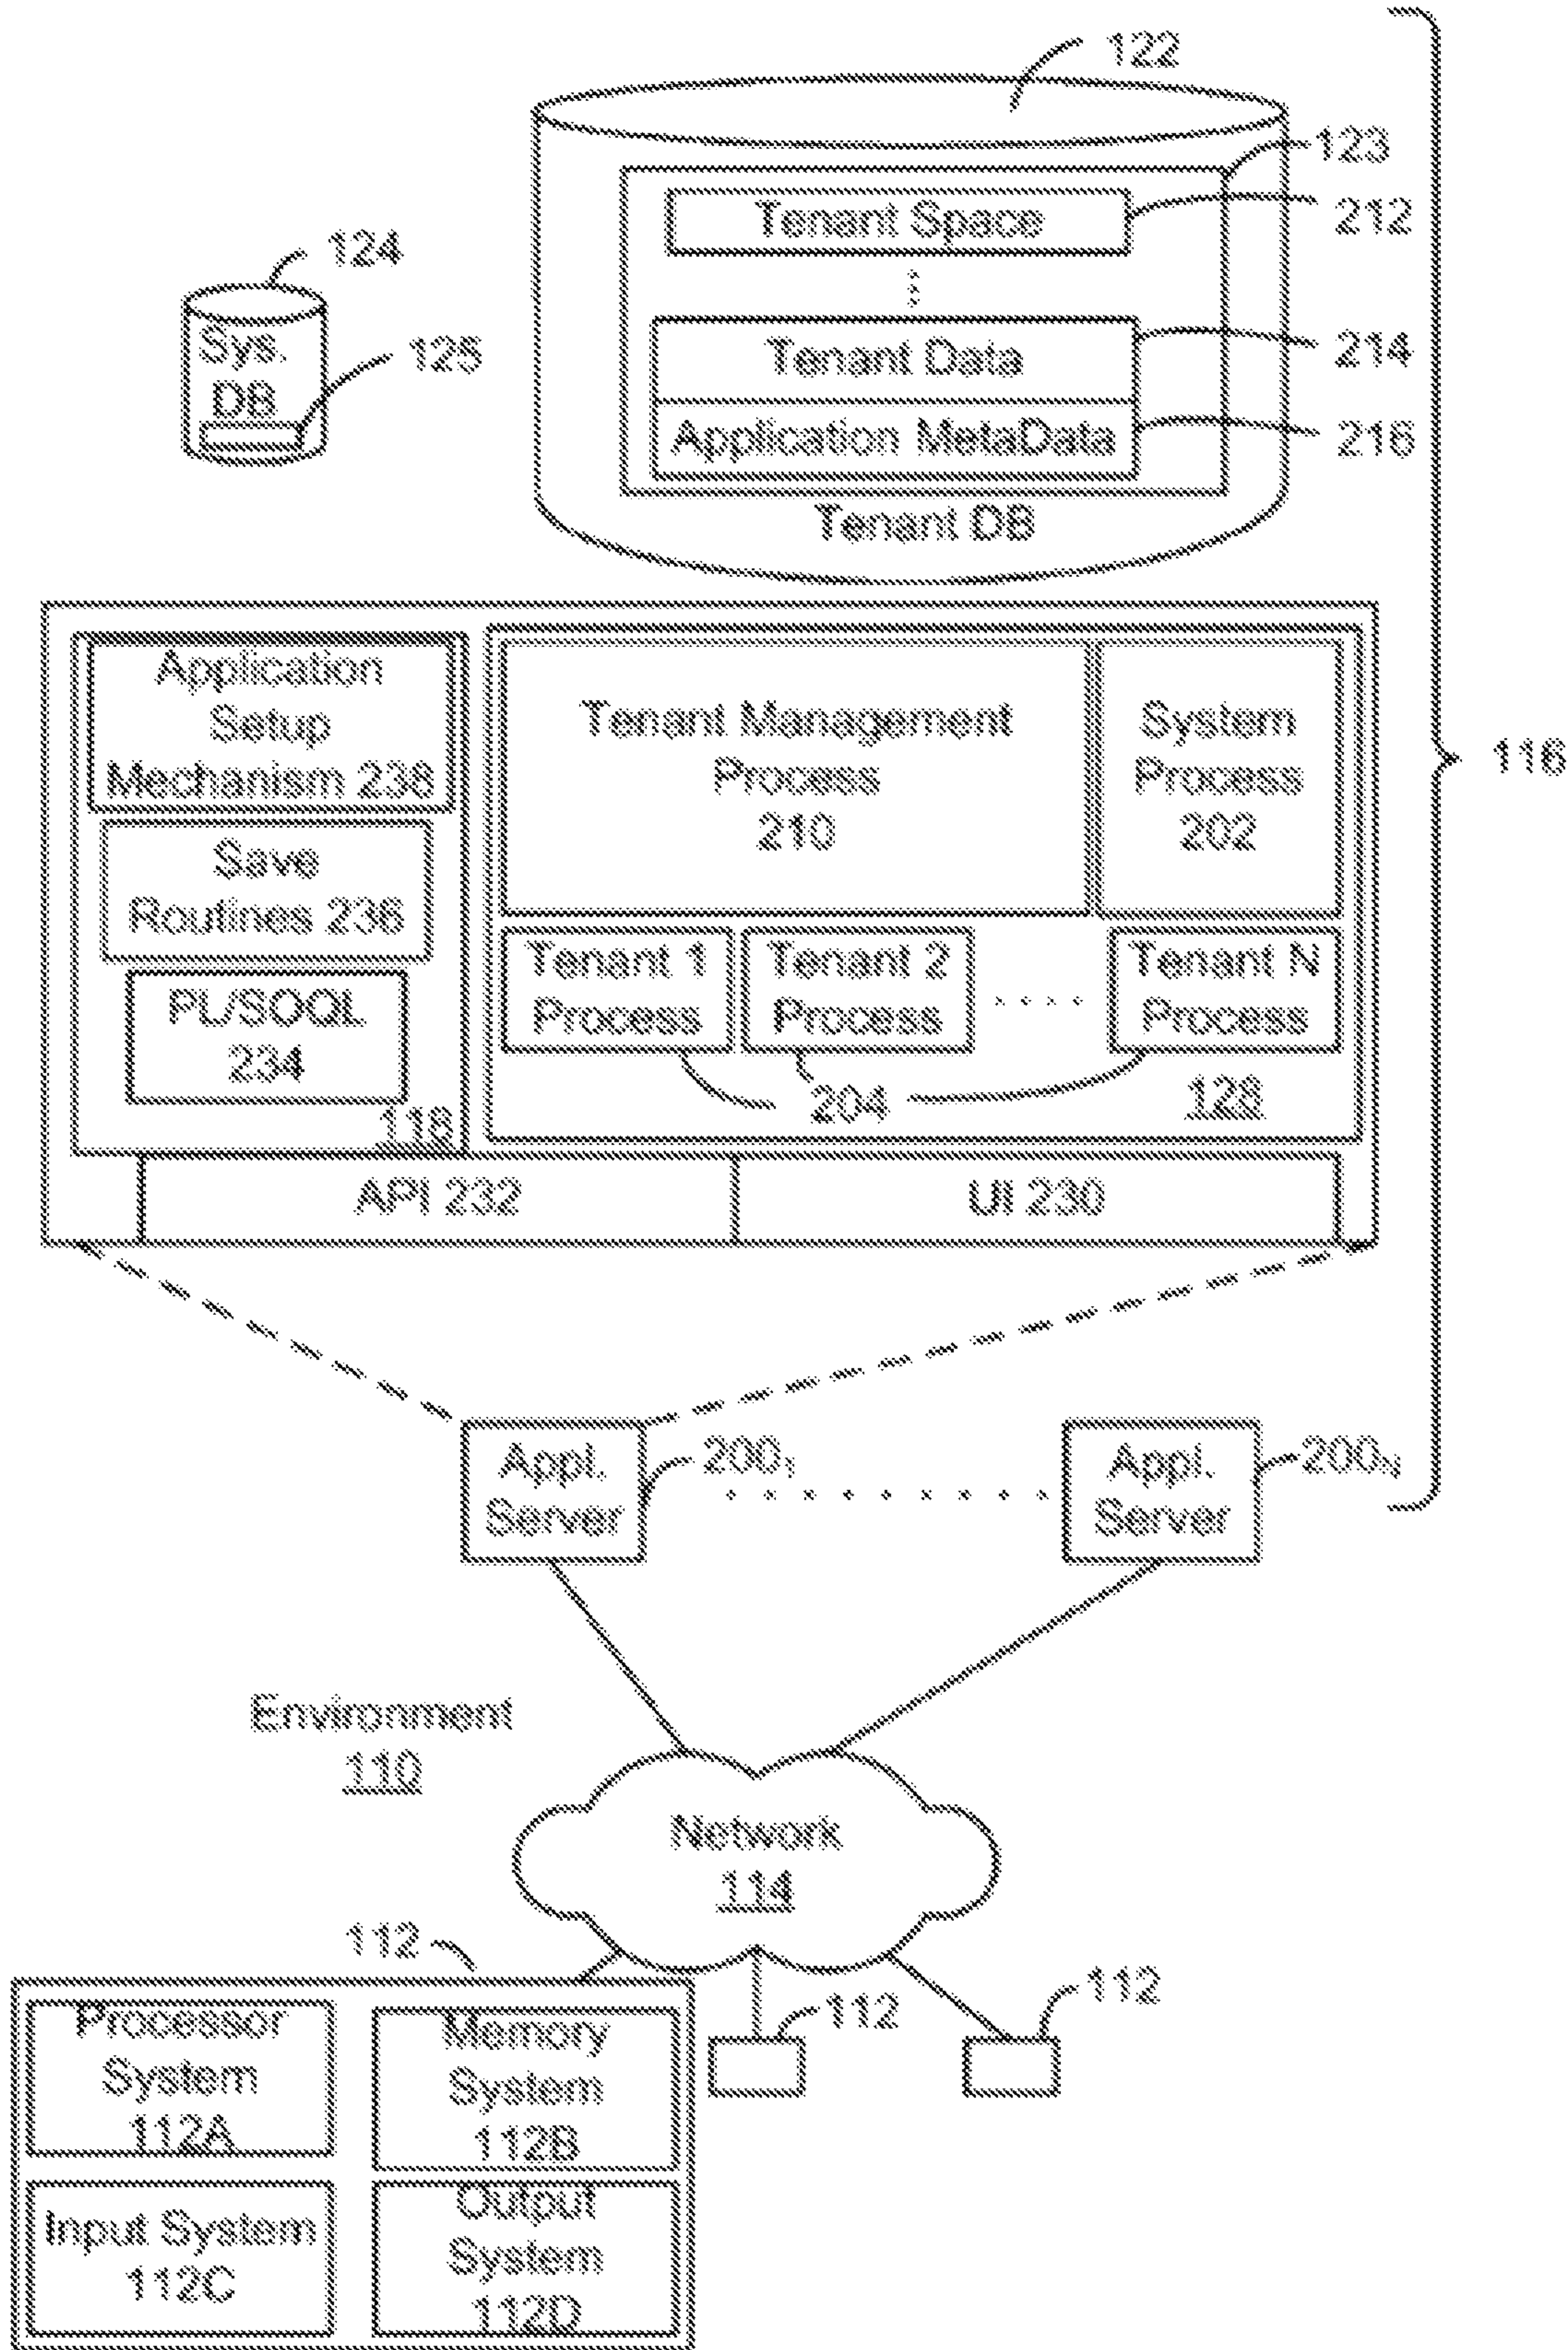 122
123
Tenant Space
212
124
Sys.
DB
125
Tenant Data
214
Application MetaData
216
Tenant DB
116
Application
Setup
Mechanism 238
Save
Routines 236
PL/SOQL
234
118
Tenant Management
Process
210
System
Process
202
Tenant 1
Process
Tenant 2
Process
Tenant N
Process
204
128
API 232
UI 230
Appl.
Server
200₁
Appl.
Server
200N
Environment
110
Network
114
112
Processor
System
112A
Memory
System
112B
Input System
112C
Output
System
112D
112
112